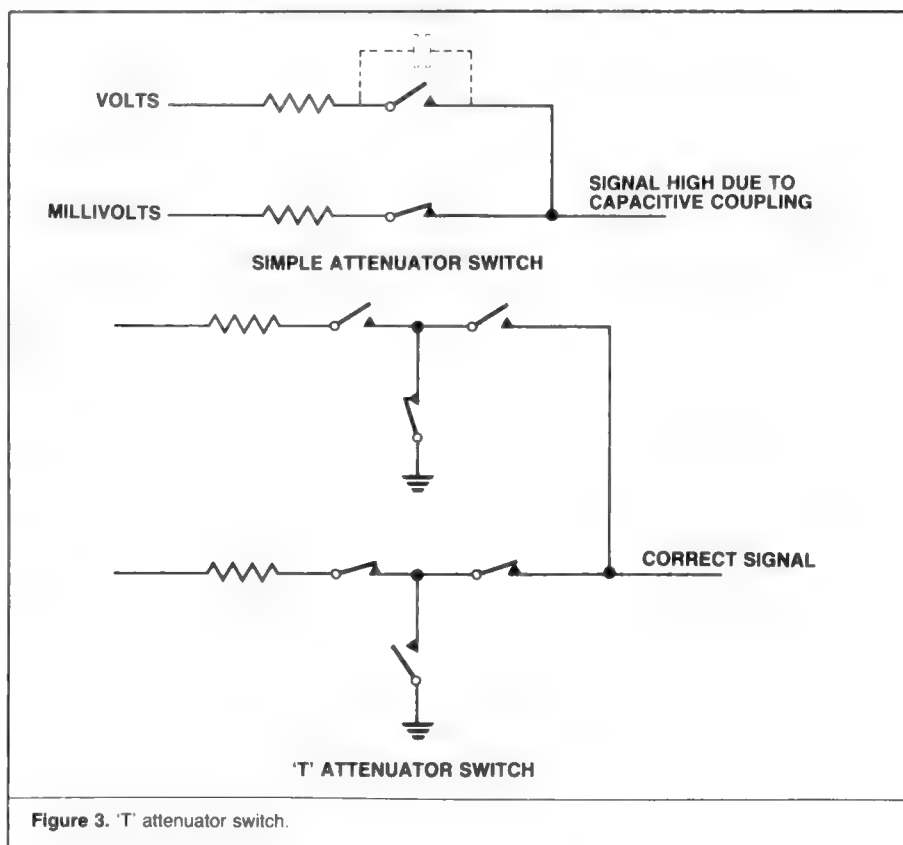 VOLTS
MILLIVOLTS
SIGNAL HIGH DUE TO
CAPACITIVE COUPLING
SIMPLE ATTENUATOR SWITCH
CORRECT SIGNAL
'T' ATTENUATOR SWITCH
Figure 3. 'T' attenuator switch.